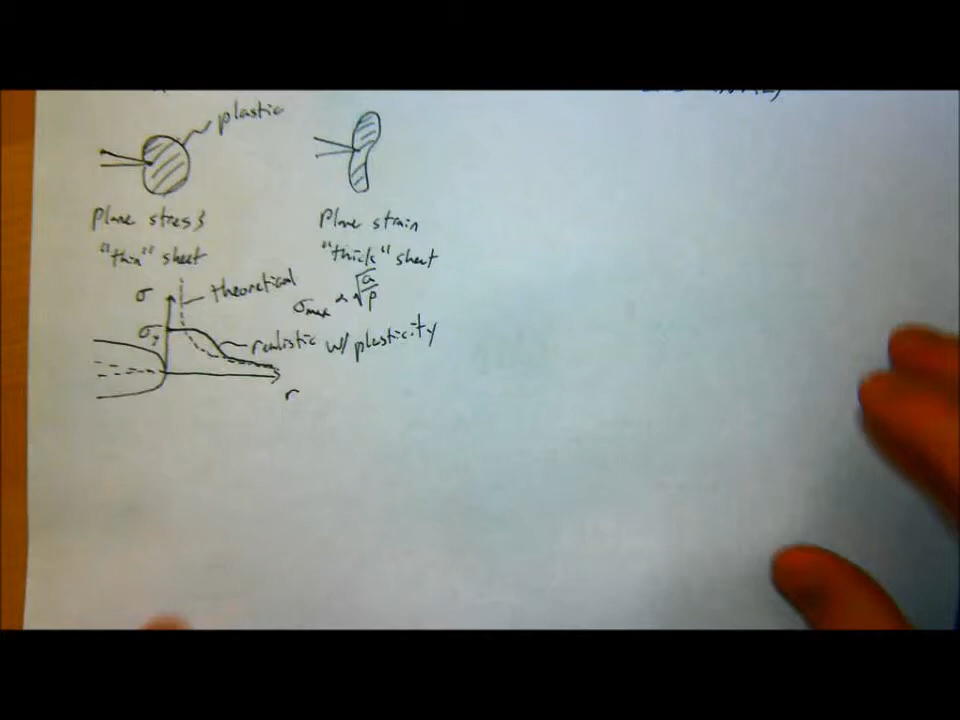 plastic
plane stress
"thin" sheet
plane strain
"thick" sheet
σ
theoretical
σmax ∝ √(a/ρ)
σy
realistic w/ plasticity
r